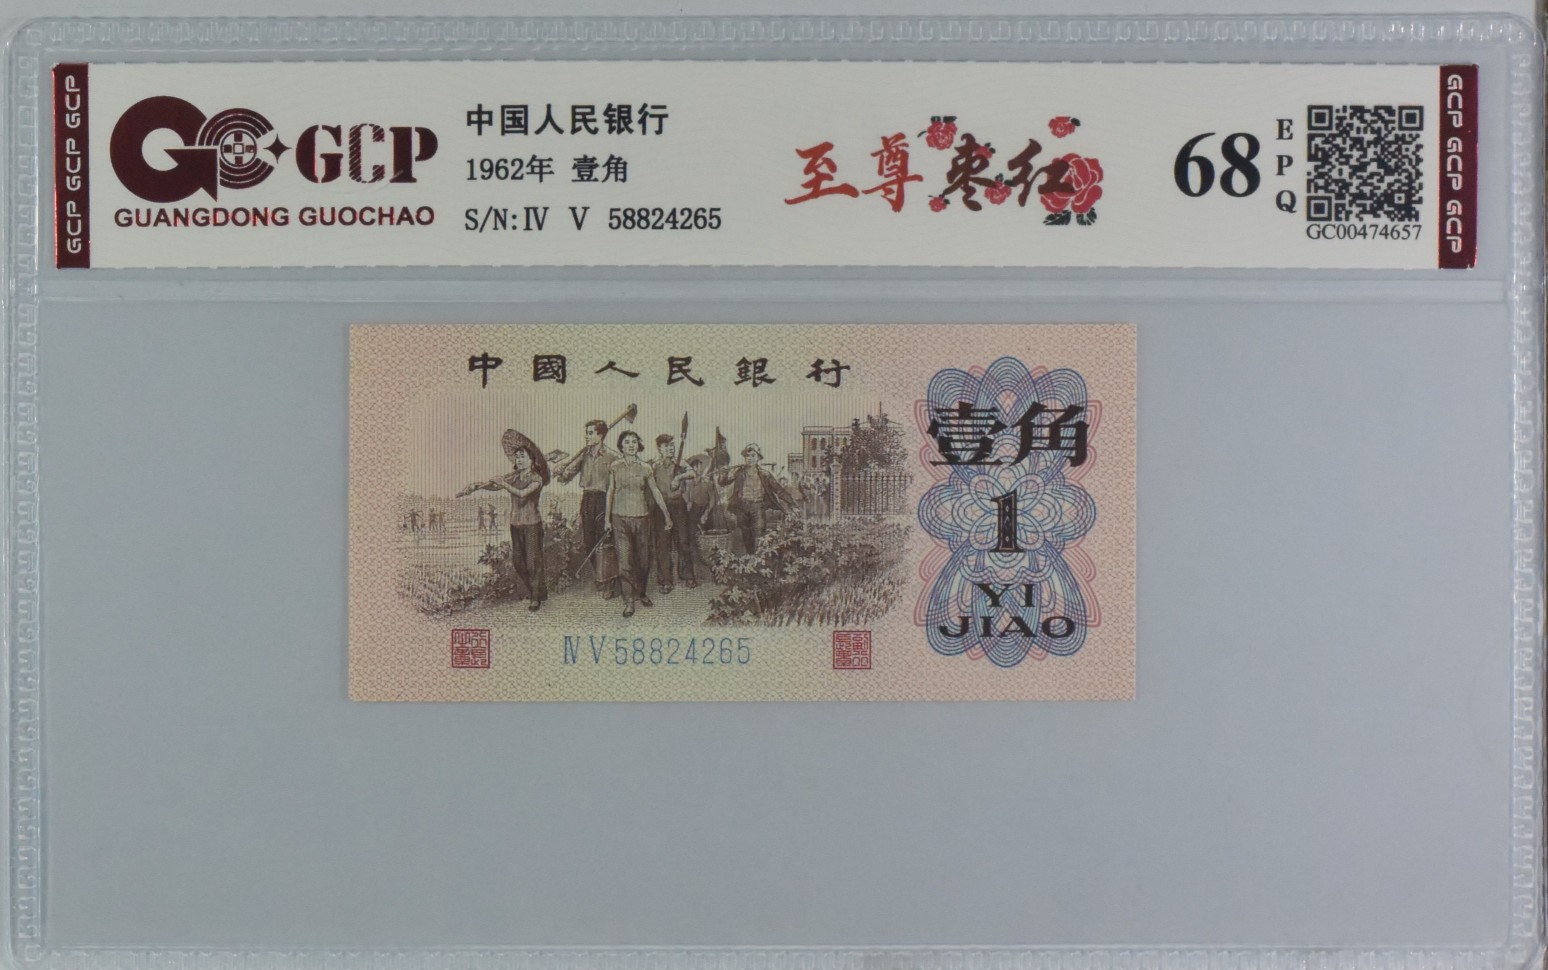 GCP GCP GCP
GCP
GUANGDONG GUOCHAO
中国人民银行
1962年 壹角
S/N:Ⅳ Ⅴ 58824265
至尊枣红
68
EPQ
GC00474657
GCP GCP GCP
中國人民銀行
壹角
1
YI
JIAO
Ⅳ Ⅴ 58824265